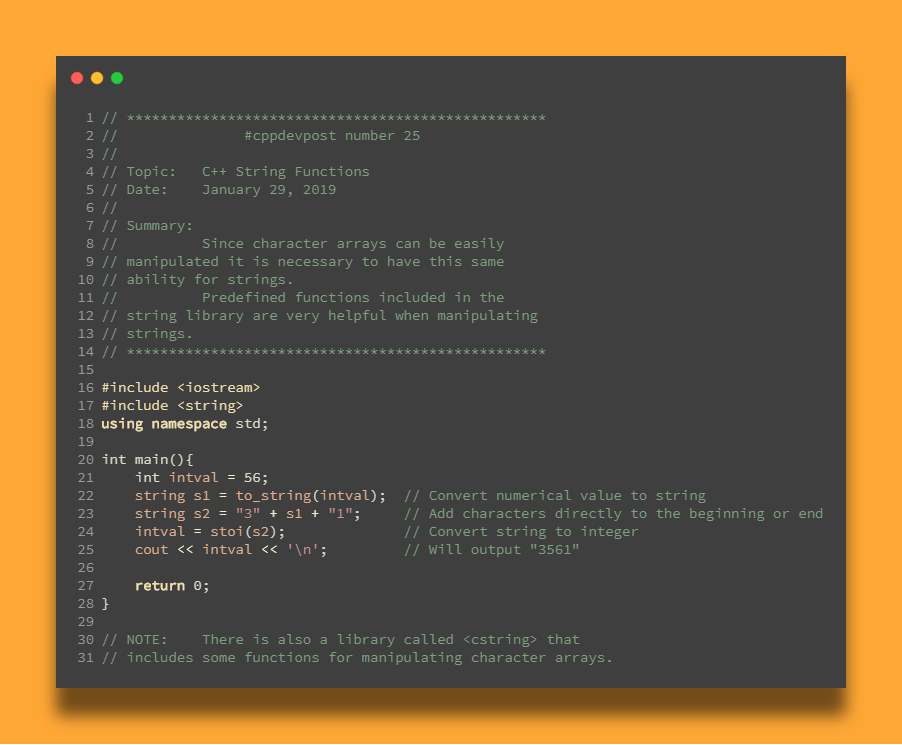 1 // **************************************************
2 //               #cppdevpost number 25
3 //
4 // Topic:   C++ String Functions
5 // Date:    January 29, 2019
6 //
7 // Summary:
8 //          Since character arrays can be easily
9 // manipulated it is necessary to have this same
10 // ability for strings.
11 //          Predefined functions included in the
12 // string library are very helpful when manipulating
13 // strings.
14 // **************************************************
15
16 #include <iostream>
17 #include <string>
18 using namespace std;
19
20 int main(){
21     int intval = 56;
22     string s1 = to_string(intval);  // Convert numerical value to string
23     string s2 = "3" + s1 + "1";     // Add characters directly to the beginning or end
24     intval = stoi(s2);              // Convert string to integer
25     cout << intval << '\n';         // Will output "3561"
26
27     return 0;
28 }
29
30 // NOTE:    There is also a library called <cstring> that
31 // includes some functions for manipulating character arrays.